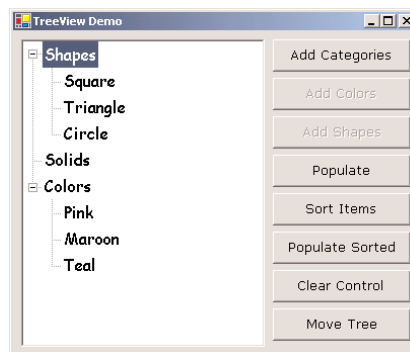 TreeView Demo
Shapes
Square
Triangle
Circle
Solids
Colors
Pink
Maroon
Teal
Add Categories
Add Colors
Add Shapes
Populate
Sort Items
Populate Sorted
Clear Control
Move Tree